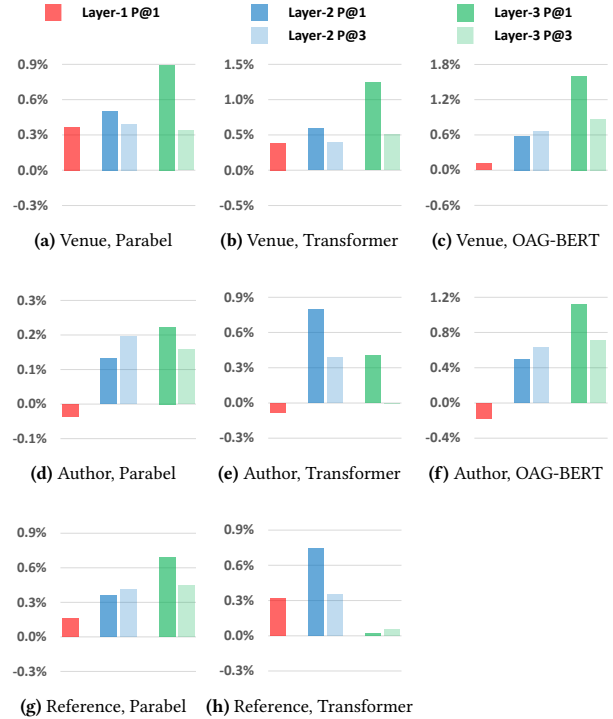 Layer-1 P@1 Layer-2 P@1 Layer-3 P@1
Layer-2 P@3 Layer-3 P@3
0.9% 1.5% 1.8%
0.6% 1.0% 1.2%
0.3% 0.5% 0.6%
0.0% 0.0% 0.0%
-0.3% -0.5% -0.6%
(a) Venue, Parabel (b) Venue, Transformer (c) Venue, OAG-BERT
0.3% 0.9% 1.2%
0.2% 0.6% 0.8%
0.1% 0.3% 0.4%
0.0% 0.0% 0.0%
-0.1% -0.3% -0.4%
(d) Author, Parabel (e) Author, Transformer (f) Author, OAG-BERT
0.9% 0.9%
0.6% 0.6%
0.3% 0.3%
0.0% 0.0%
-0.3% -0.3%
(g) Reference, Parabel (h) Reference, Transformer